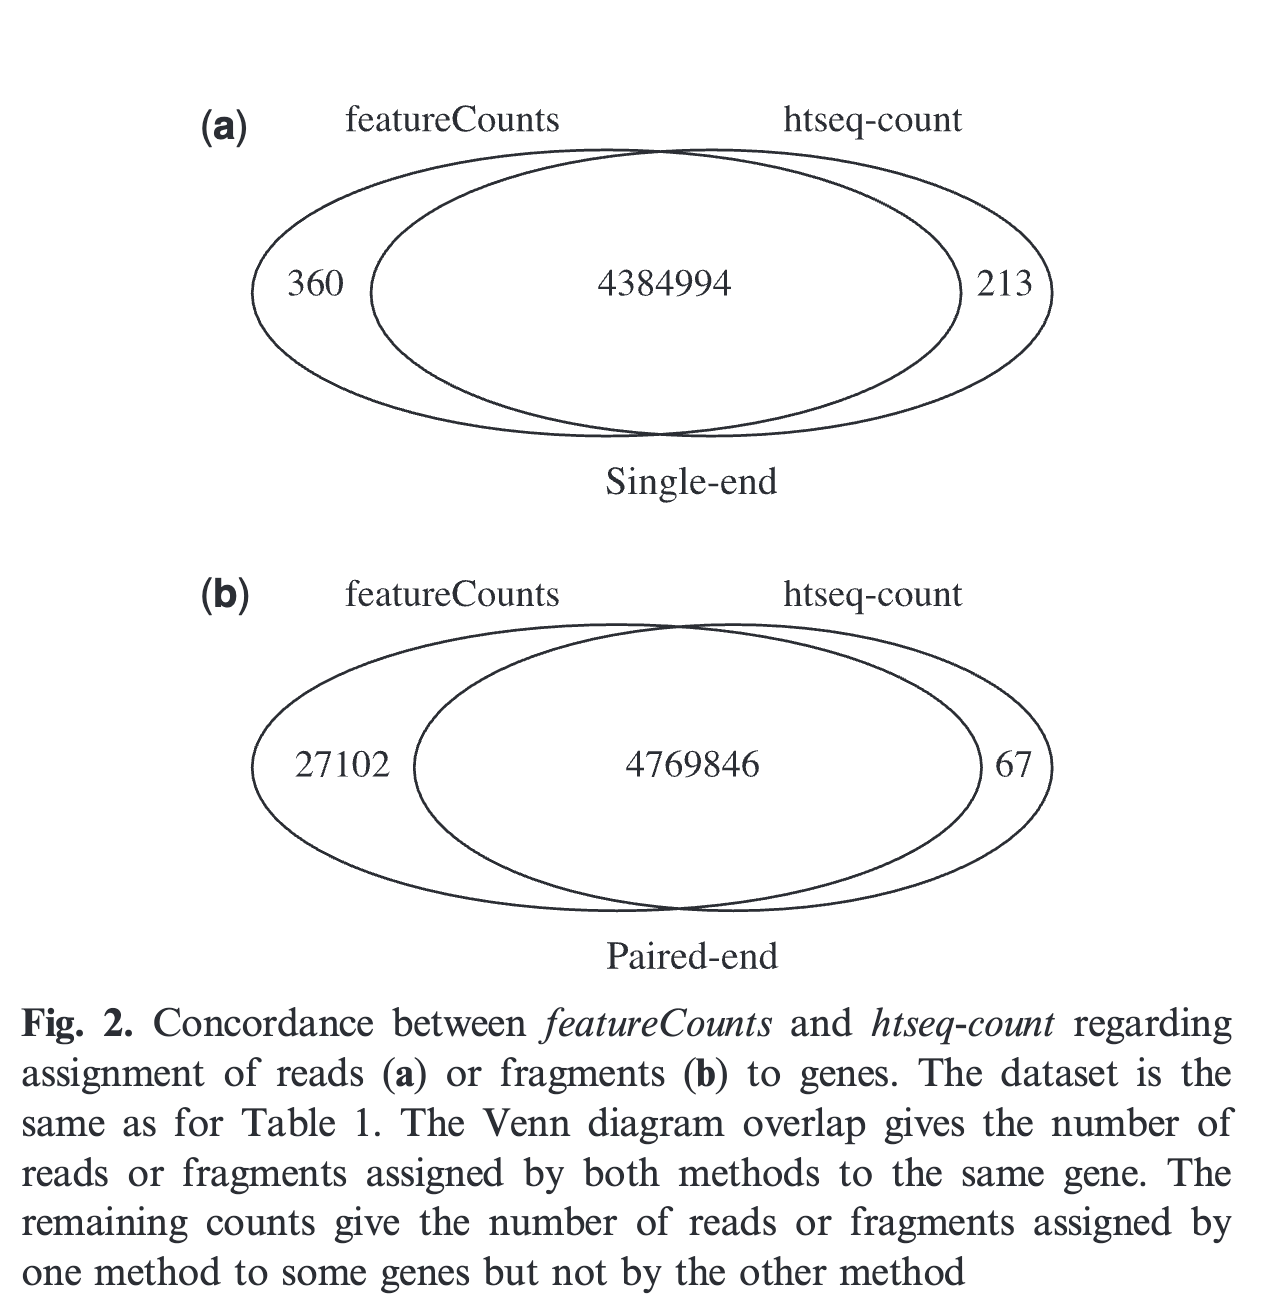 (a) featureCounts htseq-count
360 4384994 213
Single-end
(b) featureCounts htseq-count
27102 4769846 67
Paired-end
Fig. 2. Concordance between featureCounts and htseq-count regarding
assignment of reads (a) or fragments (b) to genes. The dataset is the
same as for Table 1. The Venn diagram overlap gives the number of
reads or fragments assigned by both methods to the same gene. The
remaining counts give the number of reads or fragments assigned by
one method to some genes but not by the other method